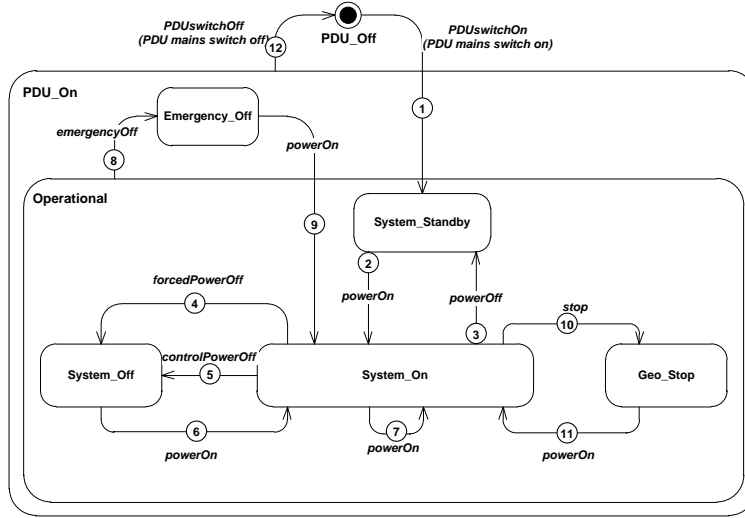 PDUswitchOff
(PDU mains switch off)
12
PDU_Off
PDUswitchOn
(PDU mains switch on)
PDU_On
Emergency_Off
emergencyOff
powerOn
1
8
Operational
9
System_Standby
2
forcedPowerOff
4
powerOn
powerOff
3
stop
10
controlPowerOff
System_Off
5
System_On
Geo_Stop
6
7
11
powerOn
powerOn
powerOn